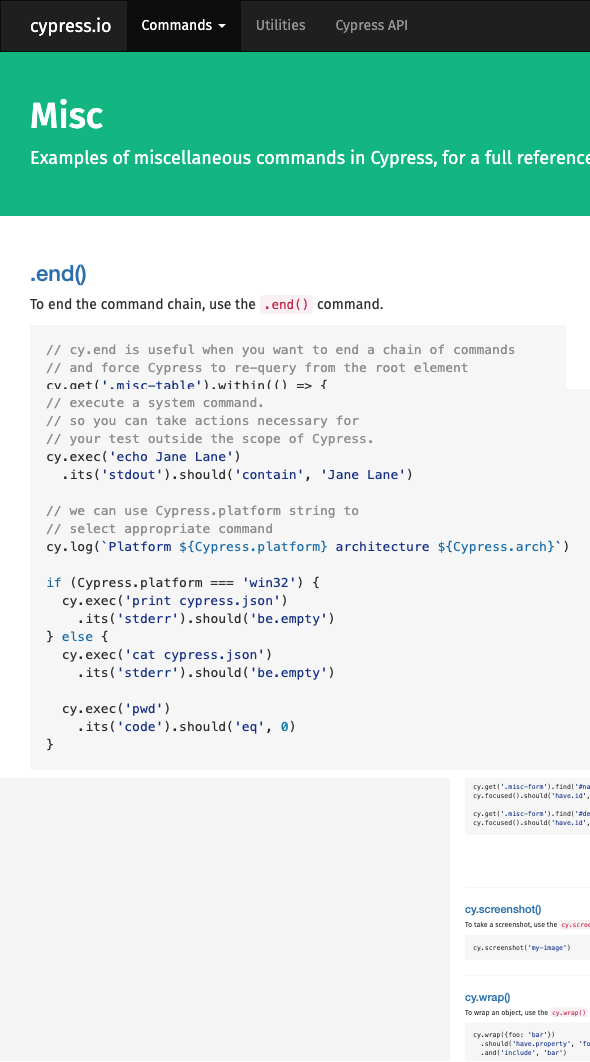 cypress.io Commands Utilities Cypress API
Misc
Examples of miscellaneous commands in Cypress, for a full reference
.end()
To end the command chain, use the .end() command.
// cy.end is useful when you want to end a chain of commands
// and force Cypress to re-query from the root element
cy.get('.misc-table').within(() => {
// execute a system command.
// so you can take actions necessary for
// your test outside the scope of Cypress.
cy.exec('echo Jane Lane')
  .its('stdout').should('contain', 'Jane Lane')
// we can use Cypress.platform string to
// select appropriate command
cy.log(`Platform ${Cypress.platform} architecture ${Cypress.arch}`)
if (Cypress.platform === 'win32') {
  cy.exec('print cypress.json')
    .its('stderr').should('be.empty')
} else {
  cy.exec('cat cypress.json')
    .its('stderr').should('be.empty')
  cy.exec('pwd')
    .its('code').should('eq', 0)
}
cy.get('.misc-form').find('#na
cy.focused().should('have.id',
cy.get('.misc-form').find('#de
cy.focused().should('have.id',
cy.screenshot()
To take a screenshot, use the cy.scree
cy.screenshot('my-image')
cy.wrap()
To wrap an object, use the cy.wrap()
cy.wrap({foo: 'bar'})
  .should('have.property', 'fo
  .and('include', 'bar')